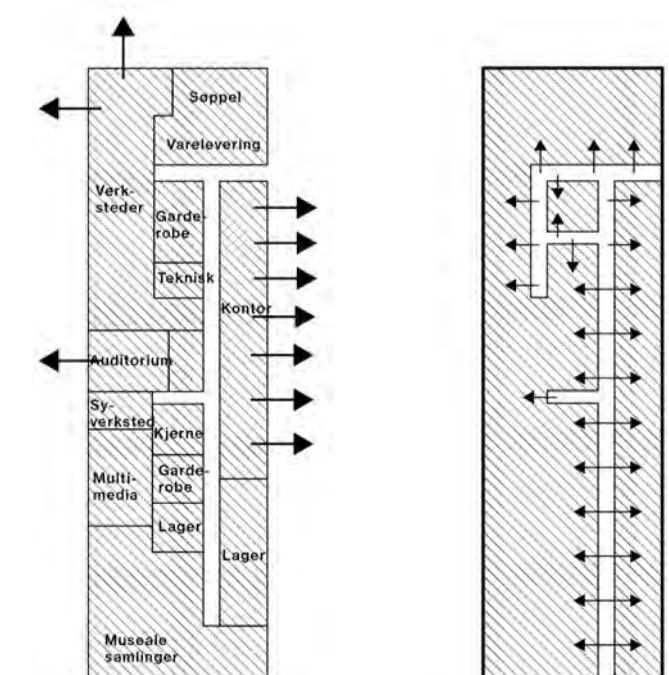 Søppel
Varelevering
Verk-
steder
Garde-
robe
Teknisk
Kontor
Auditorium
Sy-
verksted
Kjerne
Multi-
media
Garde-
robe
Lager
Lager
Museale
samlinger